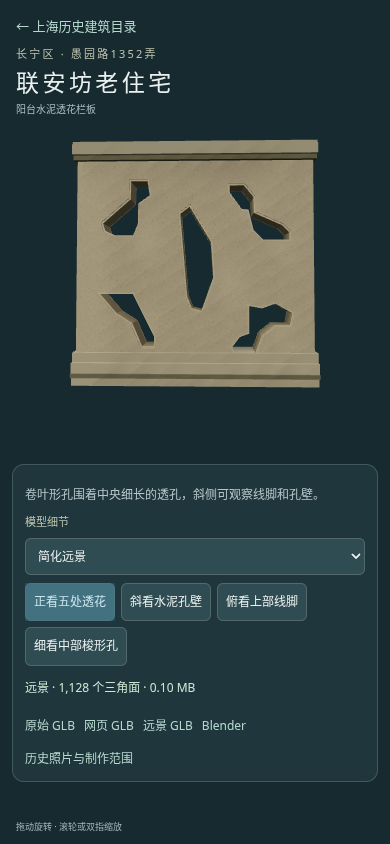 ← 上海历史建筑目录
长宁区 · 愚园路1352弄
联安坊老住宅
阳台水泥透花栏板
卷叶形孔围着中央细长的透孔，斜侧可观察线脚和孔壁。
模型细节
简化远景
正看五处透花 斜看水泥孔壁 俯看上部线脚
细看中部梭形孔
远景 · 1,128 个三角面 · 0.10 MB
原始 GLB 网页 GLB 远景 GLB Blender
历史照片与制作范围
拖动旋转 · 滚轮或双指缩放